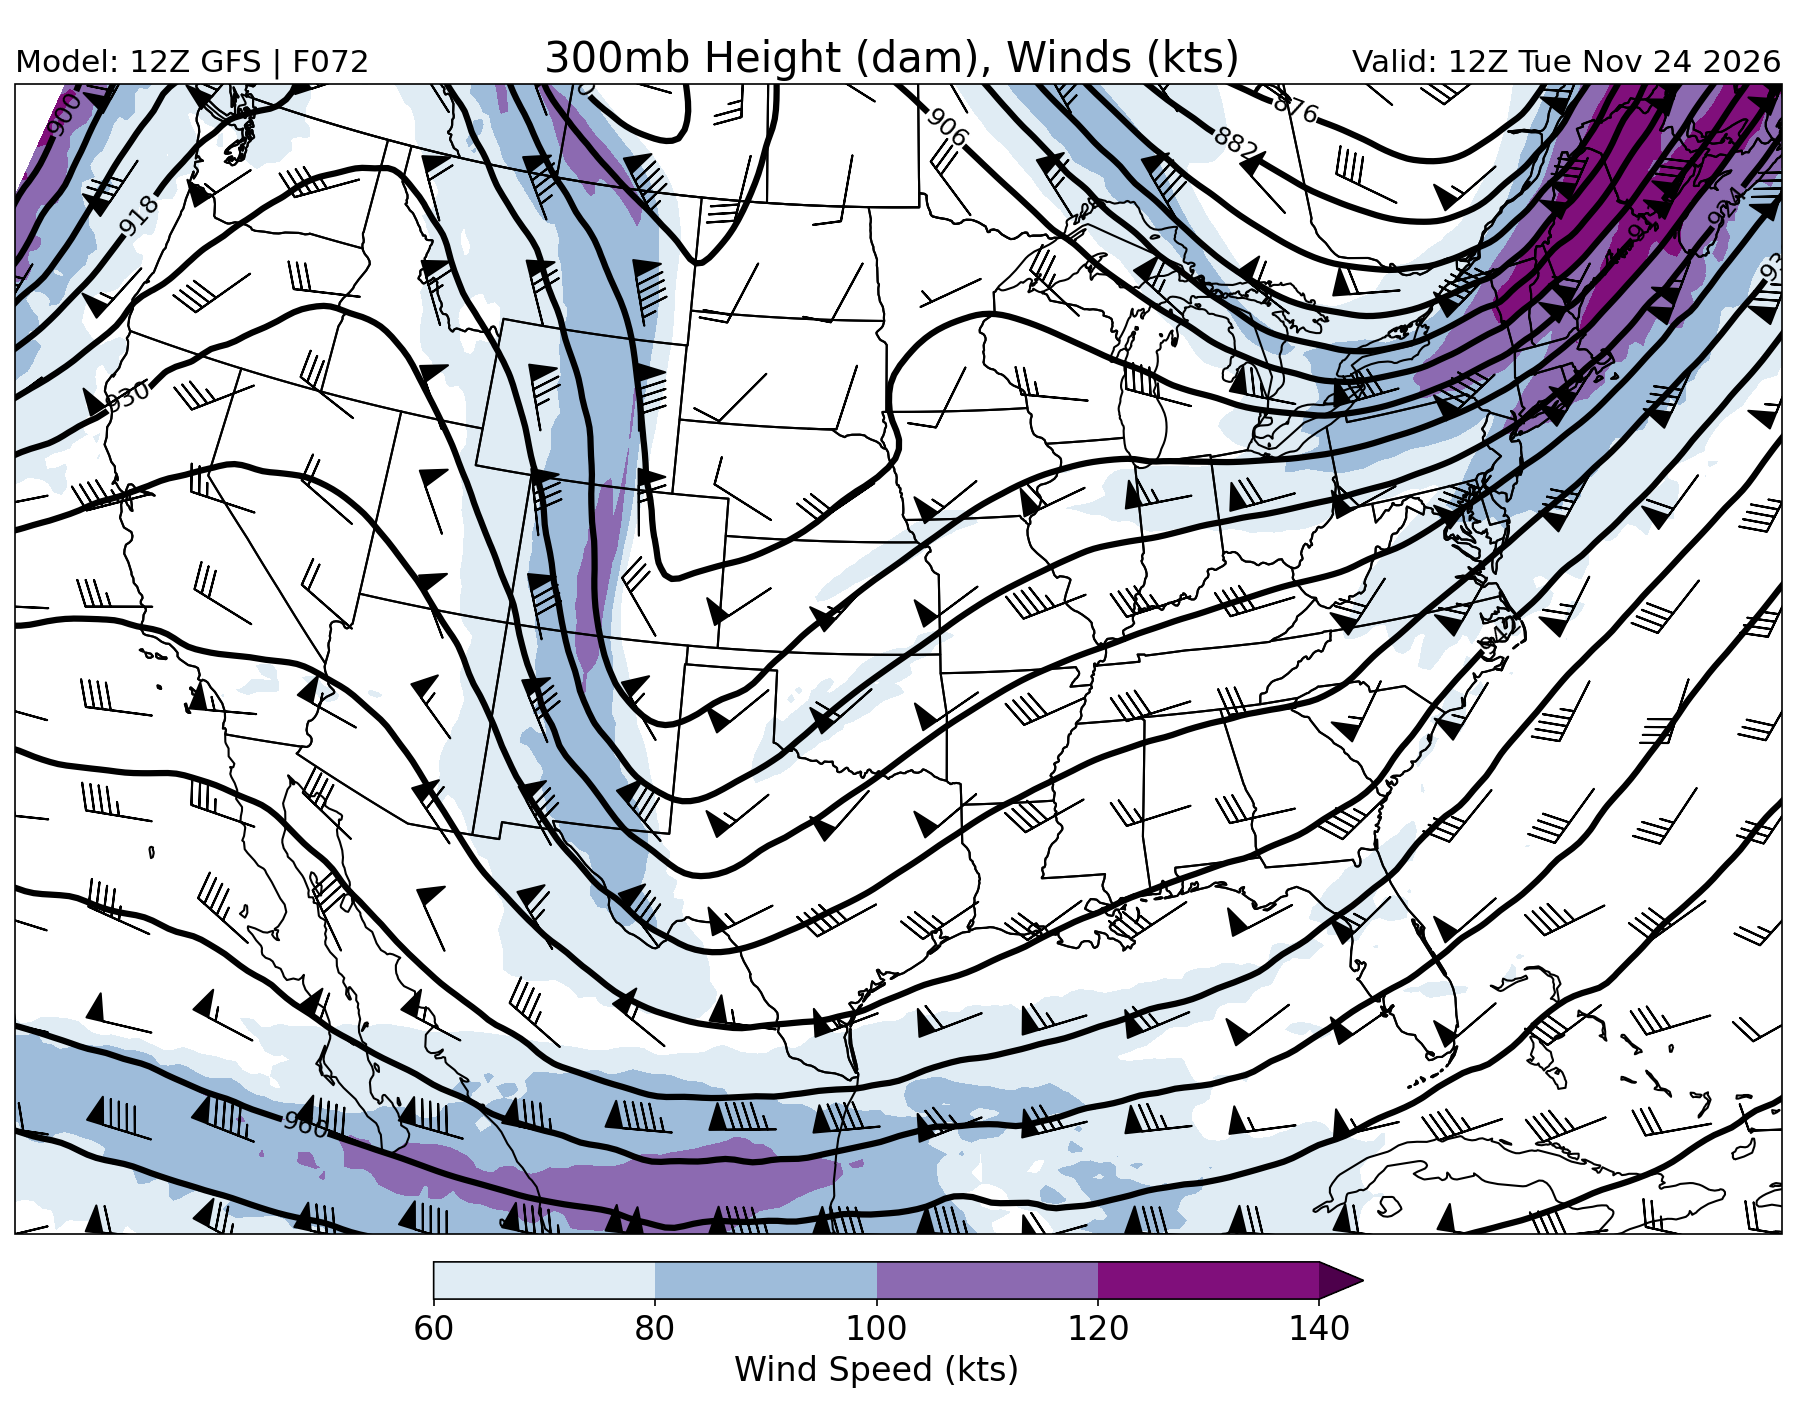 Model: 12Z GFS | F072
300mb Height (dam), Winds (kts)
Valid: 12Z Tue Nov 24 2026
900
906
876
882
918
924
930
942
960
60 80 100 120 140
Wind Speed (kts)